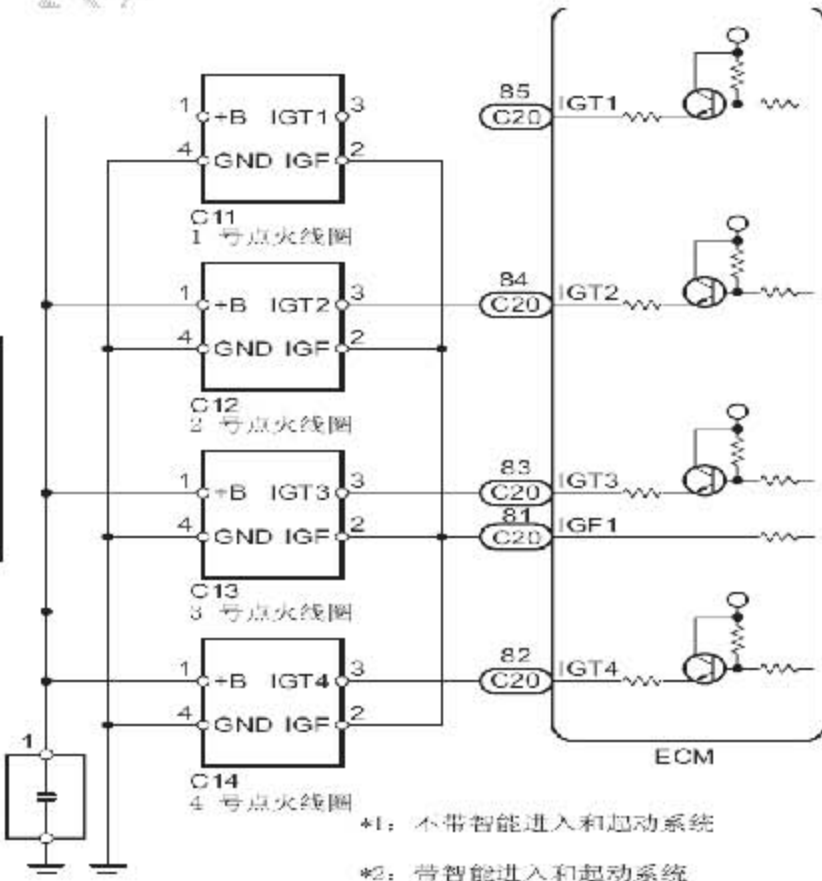 85
1 +B IGT1 3 C20 IGT1
4 GND IGF 2
C11
1 号点火线圈
84
1 +B IGT2 3 C20 IGT2
4 GND IGF 2
C12
2 号点火线圈
83
1 +B IGT3 3 C20 IGT3
81
4 GND IGF 2 C20 IGF1
C13
3 号点火线圈
82
1 +B IGT4 3 C20 IGT4
4 GND IGF 2
1
ECM
C14
4 号点火线圈
*1：不带智能进入和起动系统
*2：带智能进入和起动系统